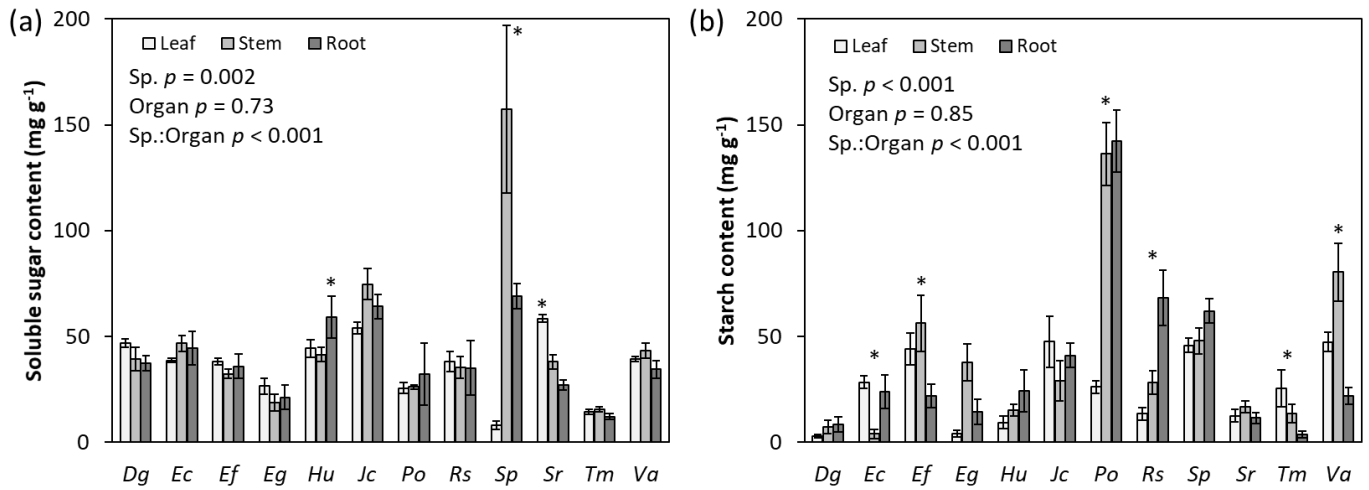 (a)
Soluble sugar content (mg g⁻¹)
200
150
100
50
0
Leaf Stem Root
Sp. p = 0.002
Organ p = 0.73
Sp.:Organ p < 0.001
*
*
*
Dg Ec Ef Eg Hu Jc Po Rs Sp Sr Tm Va
(b)
Starch content (mg g⁻¹)
200
150
100
50
0
Leaf Stem Root
Sp. p < 0.001
Organ p = 0.85
Sp.:Organ p < 0.001
*
*
*
*
*
*
Dg Ec Ef Eg Hu Jc Po Rs Sp Sr Tm Va